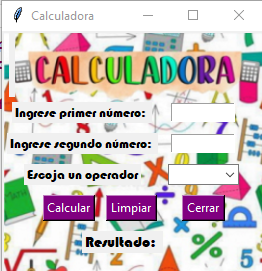 Calculadora
CALCULADORA
Ingrese primer número:
Ingrese segundo número:
Escoja un operador
Calcular Limpiar Cerrar
Resultado: